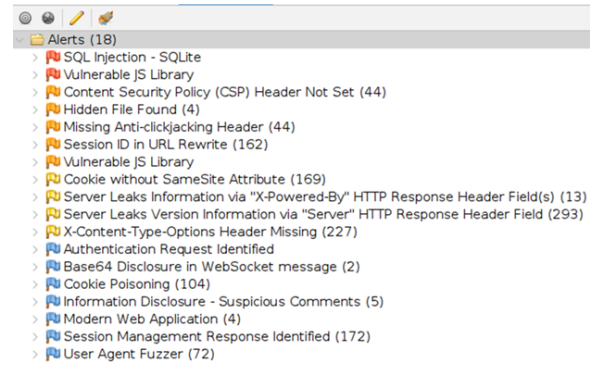 Alerts (18)
SQL Injection - SQLite
Vulnerable JS Library
Content Security Policy (CSP) Header Not Set (44)
Hidden File Found (4)
Missing Anti-clickjacking Header (44)
Session ID in URL Rewrite (162)
Vulnerable JS Library
Cookie without SameSite Attribute (169)
Server Leaks Information via "X-Powered-By" HTTP Response Header Field(s) (13)
Server Leaks Version Information via "Server" HTTP Response Header Field (293)
X-Content-Type-Options Header Missing (227)
Authentication Request Identified
Base64 Disclosure in WebSocket message (2)
Cookie Poisoning (104)
Information Disclosure - Suspicious Comments (5)
Modern Web Application (4)
Session Management Response Identified (172)
User Agent Fuzzer (72)